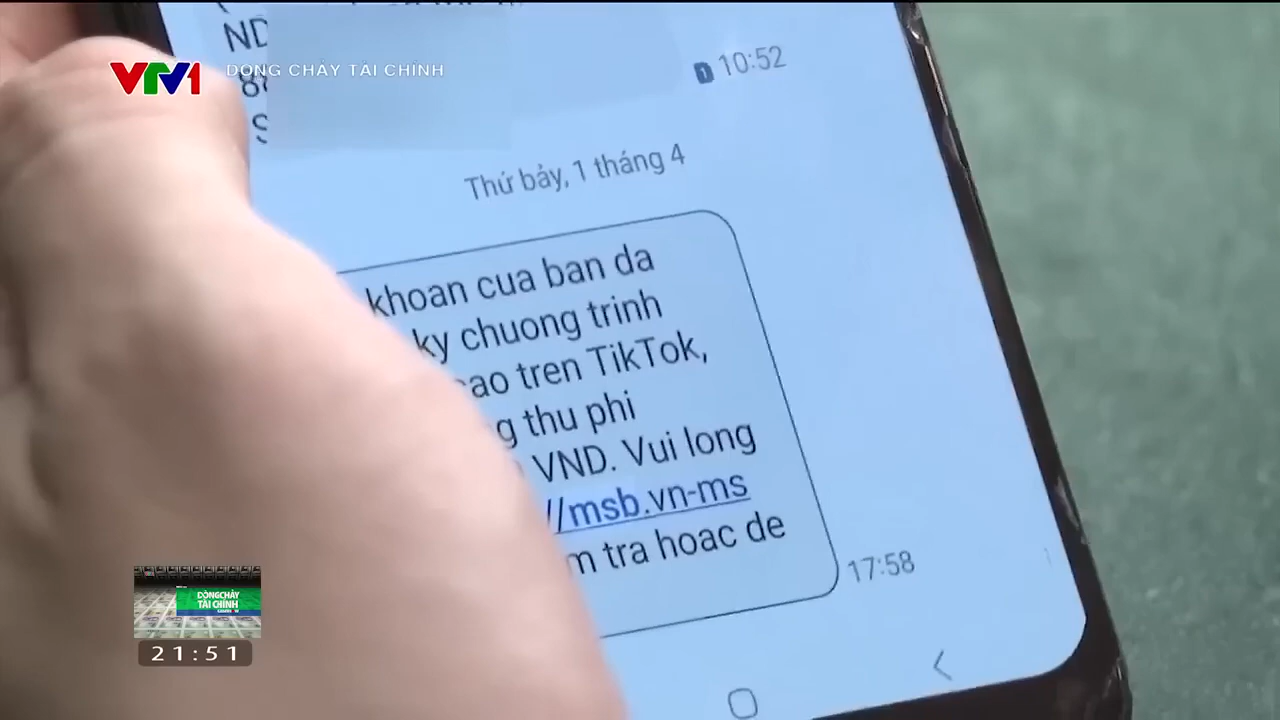 ND
VTV1 DÒNG CHẢY TÀI CHÍNH
10:52
S
Thứ bảy, 1 tháng 4
khoan cua ban da
ky chuong trinh
cao tren TikTok,
g thu phi
VND. Vui long
//msb.vn-ms
m tra hoac de
17:58
DÒNG CHẢY
TÀI CHÍNH
21:51